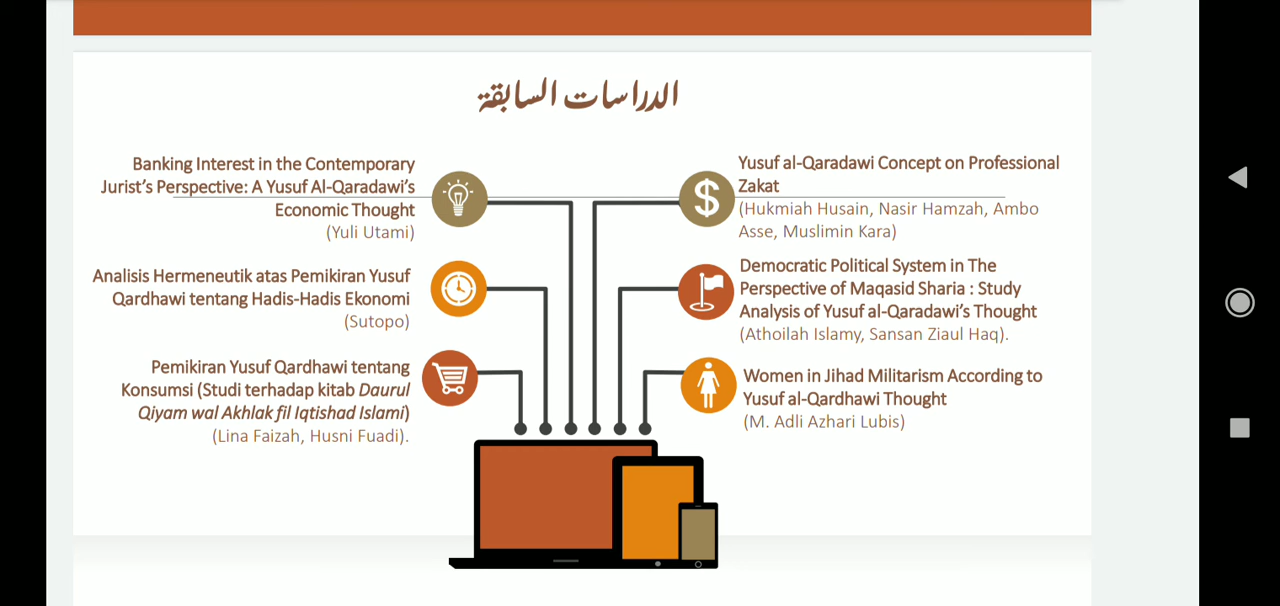 الدراسات السابقة
Banking Interest in the Contemporary
Jurist’s Perspective: A Yusuf Al-Qaradawi’s
Economic Thought
(Yuli Utami)
Analisis Hermeneutik atas Pemikiran Yusuf
Qardhawi tentang Hadis-Hadis Ekonomi
(Sutopo)
Pemikiran Yusuf Qardhawi tentang
Konsumsi (Studi terhadap kitab Daurul
Qiyam wal Akhlak fil Iqtishad Islami)
(Lina Faizah, Husni Fuadi).
Yusuf al-Qaradawi Concept on Professional
Zakat
(Hukmiah Husain, Nasir Hamzah, Ambo
Asse, Muslimin Kara)
Democratic Political System in The
Perspective of Maqasid Sharia : Study
Analysis of Yusuf al-Qaradawi’s Thought
(Athoilah Islamy, Sansan Ziaul Haq).
Women in Jihad Militarism According to
Yusuf al-Qardhawi Thought
(M. Adli Azhari Lubis)